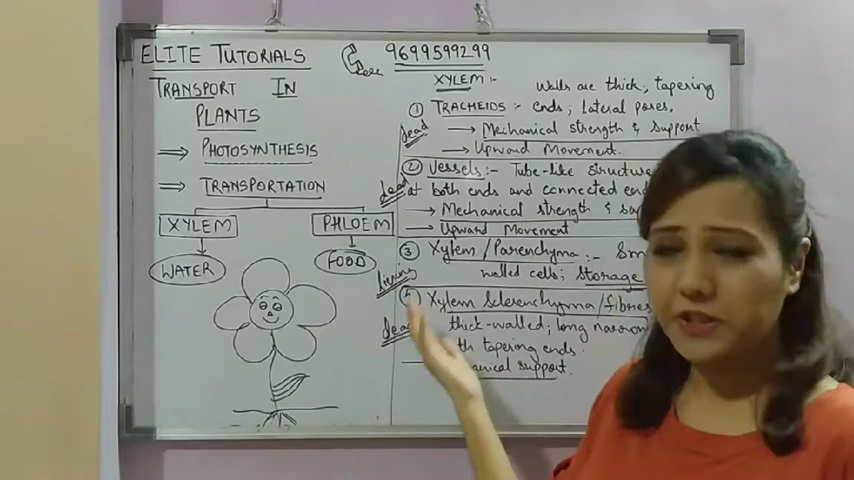 ELITE TUTORIALS
TRANSPORT IN
PLANTS
⇒ PHOTOSYNTHESIS
⇒ TRANSPORTATION
XYLEM PHLOEM
WATER FOOD
9699599299
XYLEM:-
Walls are thick, tapering
① TRACHEIDS:- ends; lateral pores,
dead
→ Mechanical strength & support
→ Upward Movement.
② Vessels:- Tube-like structure
dead
at both ends and connected end
→ Mechanical strength &
→ Upward Movement
③ Xylem/Parenchyma:-
walled cells; Storage
living
④ Xylem Sclerenchyma/fibres
thick-walled; long narrow
dead
tapering ends.
support.